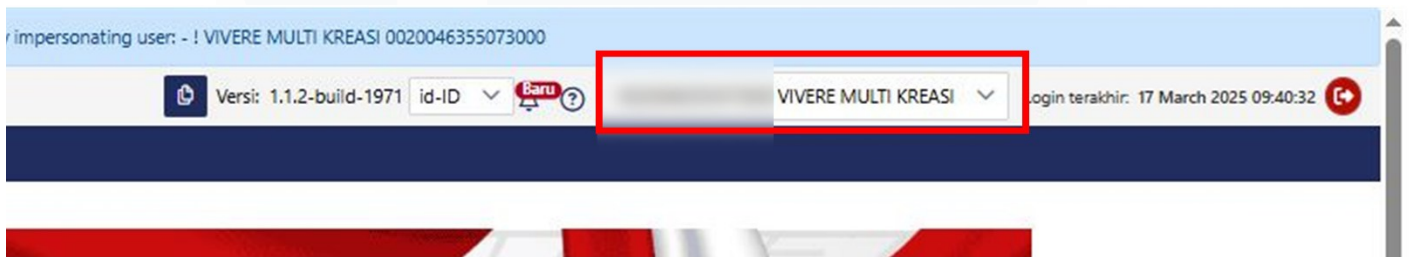 impersonating user: - ! VIVERE MULTI KREASI 0020046355073000
Versi: 1.1.2-build-1971 id-ID Baru ? VIVERE MULTI KREASI ogin terakhir: 17 March 2025 09:40:32